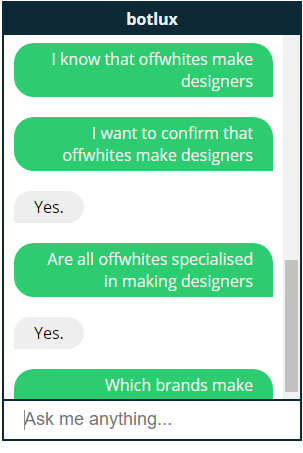 botlux
I know that offwhites make
designers
I want to confirm that
offwhites make designers
Yes.
Are all offwhites specialised
in making designers
Yes.
Which brands make
Ask me anything...